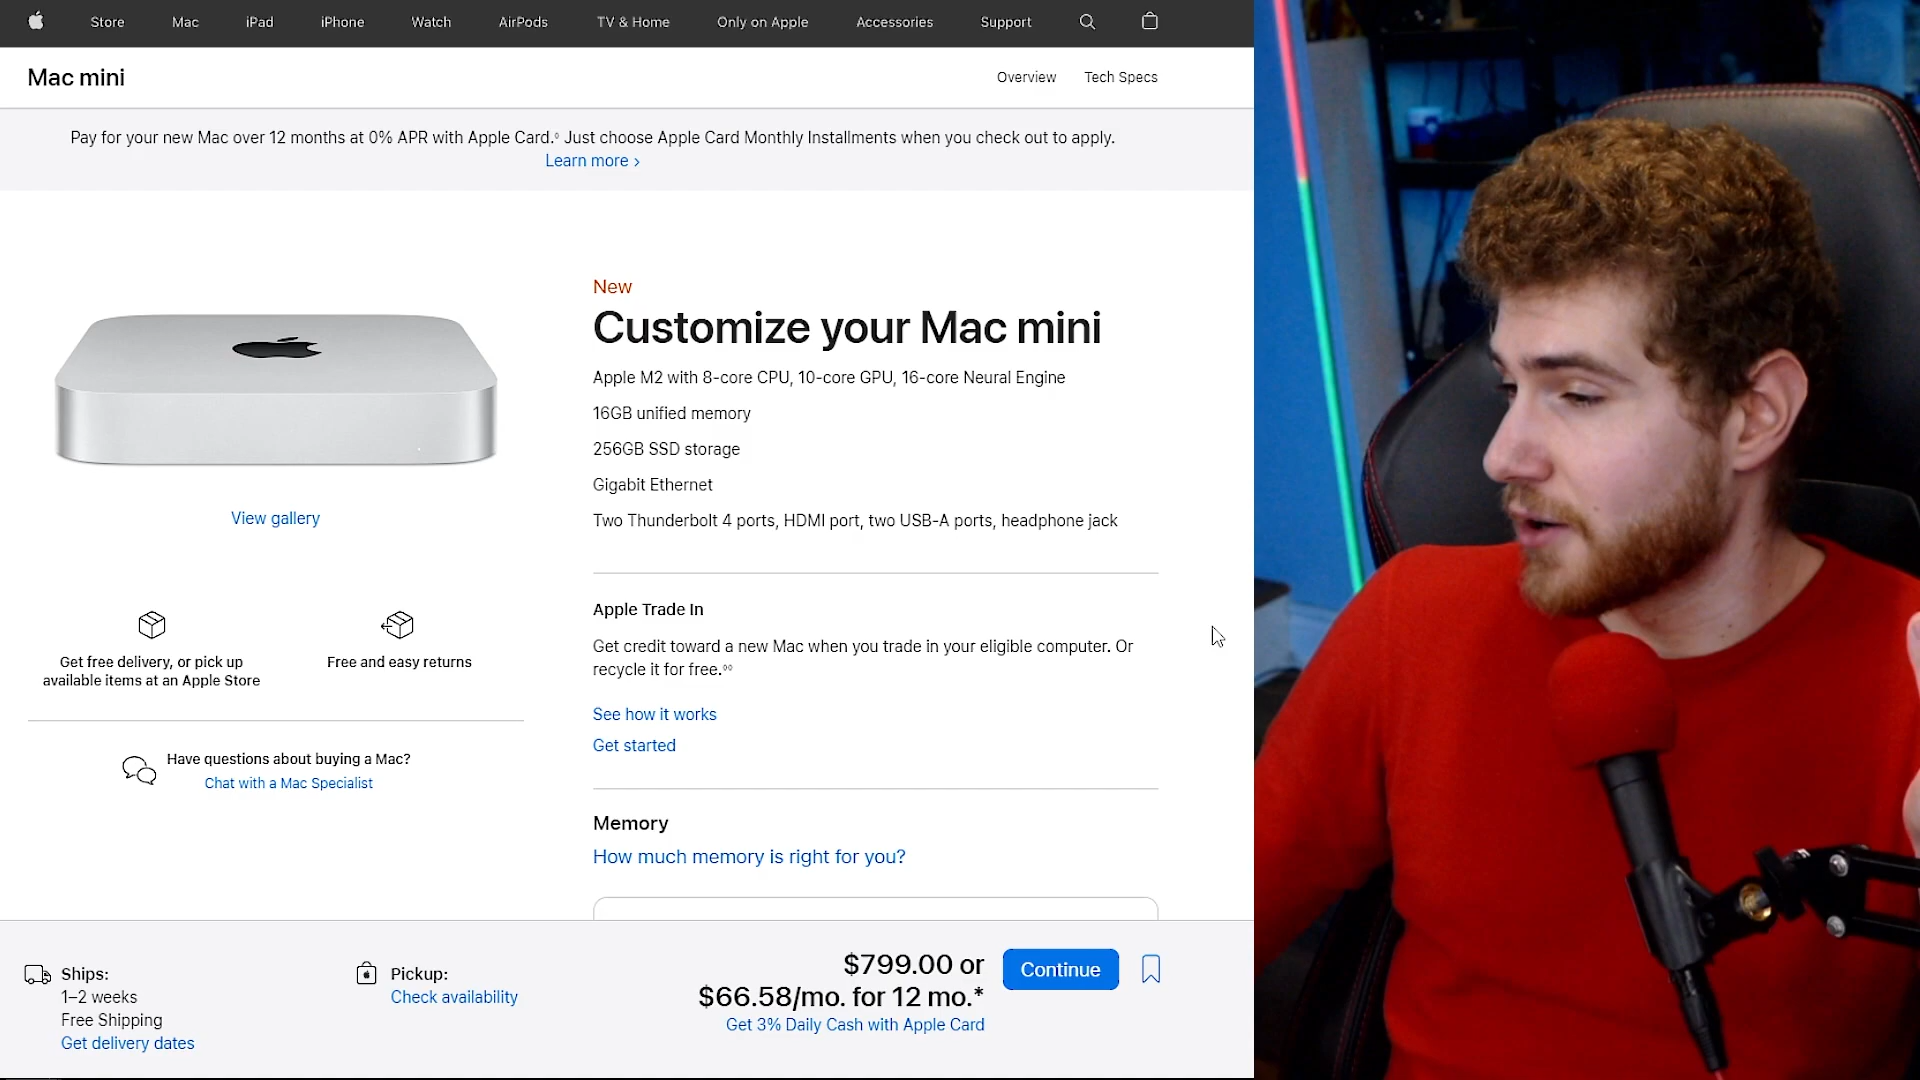 Store Mac iPad iPhone Watch AirPods TV & Home Only on Apple Accessories Support
Mac mini
Overview Tech Specs
Pay for your new Mac over 12 months at 0% APR with Apple Card.◊ Just choose Apple Card Monthly Installments when you check out to apply.
Learn more >
New
Customize your Mac mini
Apple M2 with 8-core CPU, 10-core GPU, 16-core Neural Engine
16GB unified memory
256GB SSD storage
Gigabit Ethernet
Two Thunderbolt 4 ports, HDMI port, two USB-A ports, headphone jack
View gallery
Get free delivery, or pick up
available items at an Apple Store
Free and easy returns
Have questions about buying a Mac?
Chat with a Mac Specialist
Apple Trade In
Get credit toward a new Mac when you trade in your eligible computer. Or
recycle it for free.◊◊
See how it works
Get started
Memory
How much memory is right for you?
Ships:
1–2 weeks
Free Shipping
Get delivery dates
Pickup:
Check availability
$799.00 or
$66.58/mo. for 12 mo.*
Get 3% Daily Cash with Apple Card
Continue